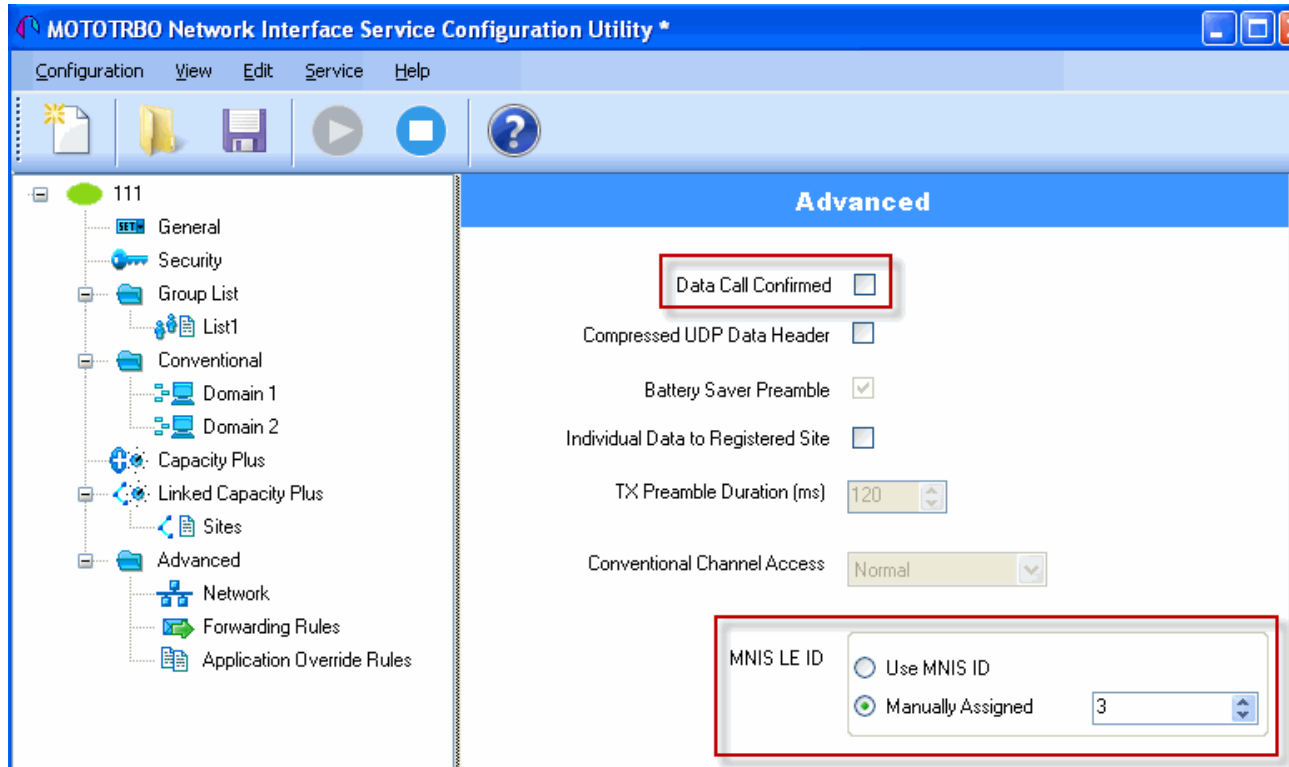 MOTOTRBO Network Interface Service Configuration Utility *
Configuration View Edit Service Help
?
111
SET
General
Security
Group List
List1
Conventional
Domain 1
Domain 2
Capacity Plus
Linked Capacity Plus
Sites
Advanced
Network
Forwarding Rules
Application Override Rules
Advanced
Data Call Confirmed
Compressed UDP Data Header
Battery Saver Preamble
Individual Data to Registered Site
TX Preamble Duration (ms) 120
Conventional Channel Access Normal
MNIS LE ID
Use MNIS ID
Manually Assigned 3